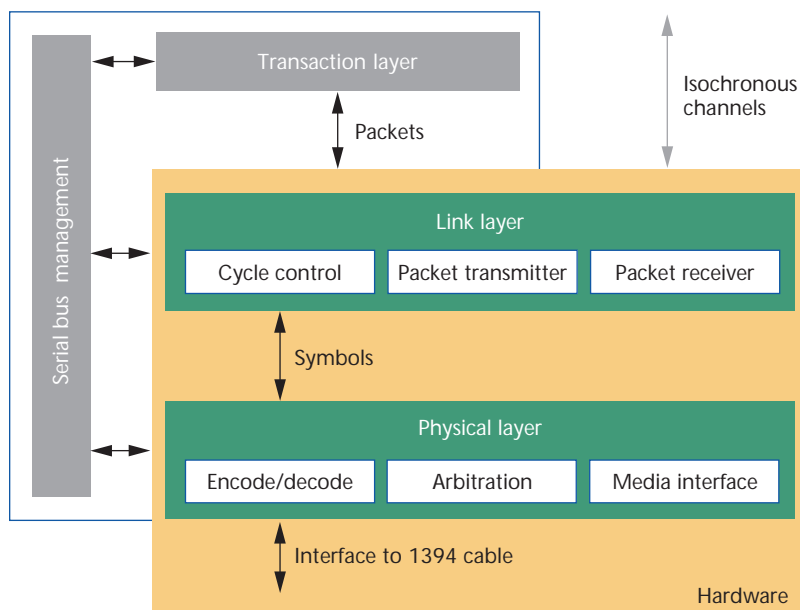 Transaction layer
Isochronous
channels
Packets
Serial bus management
Link layer
Cycle control
Packet transmitter
Packet receiver
Symbols
Physical layer
Encode/decode
Arbitration
Media interface
Interface to 1394 cable
Hardware